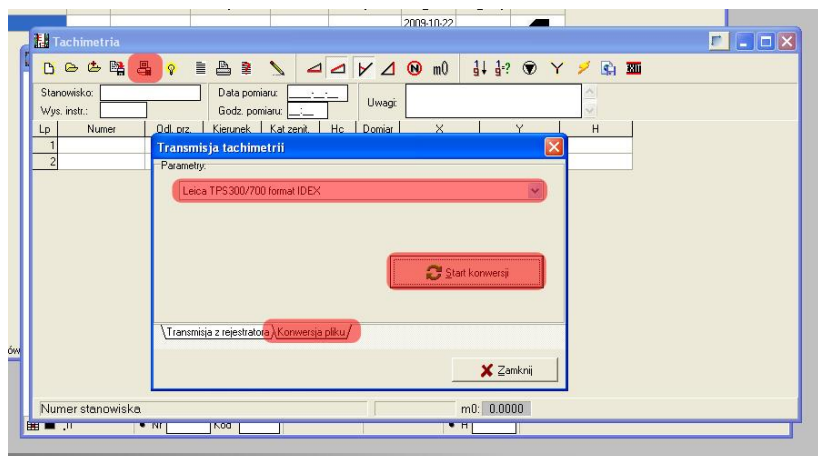 2009-10-22
Tachimetria
m0 g g-?
EXIT
Stanowisko: Data pomiaru: _._._ Uwagi:
Wys. instr.: Godz. pomiaru: _:_
Lp Numer Odl. prz. Kierunek Kat zenit. Hc Domiar X Y H
1
2
Transmisja tachimetrii
Parametry:
Leica TPS300/700 format IDEX
Start konwersji
Transmisja z rejestratora Konwersja pliku
Zamknij
Numer stanowiska m0: 0.0000
Nr Kod H